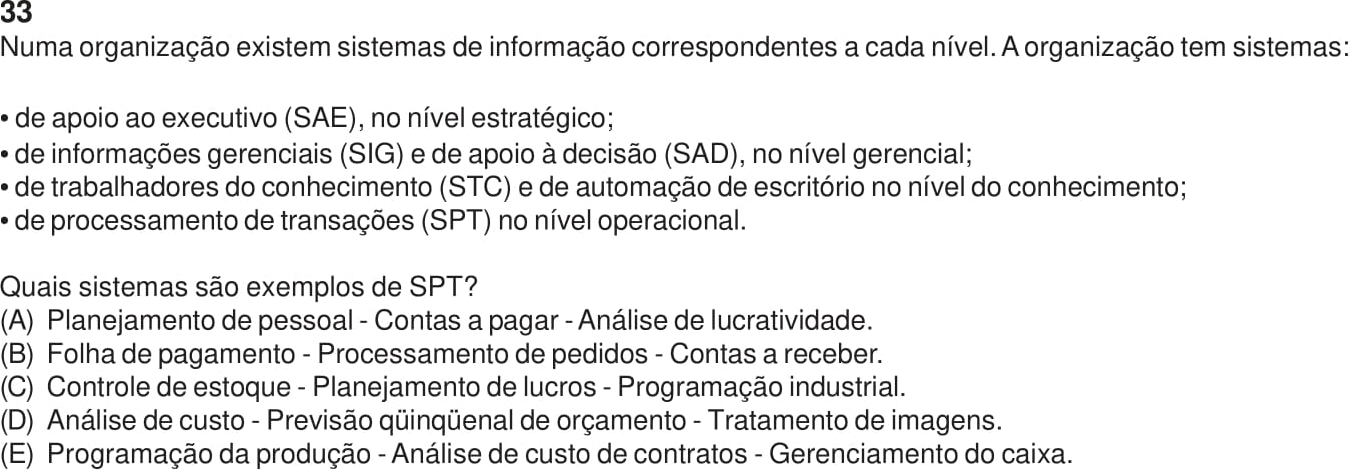 33
Numa organização existem sistemas de informação correspondentes a cada nível. A organização tem sistemas:
• de apoio ao executivo (SAE), no nível estratégico;
• de informações gerenciais (SIG) e de apoio à decisão (SAD), no nível gerencial;
• de trabalhadores do conhecimento (STC) e de automação de escritório no nível do conhecimento;
• de processamento de transações (SPT) no nível operacional.
Quais sistemas são exemplos de SPT?
(A) Planejamento de pessoal - Contas a pagar - Análise de lucratividade.
(B) Folha de pagamento - Processamento de pedidos - Contas a receber.
(C) Controle de estoque - Planejamento de lucros - Programação industrial.
(D) Análise de custo - Previsão qüinqüenal de orçamento - Tratamento de imagens.
(E) Programação da produção - Análise de custo de contratos - Gerenciamento do caixa.